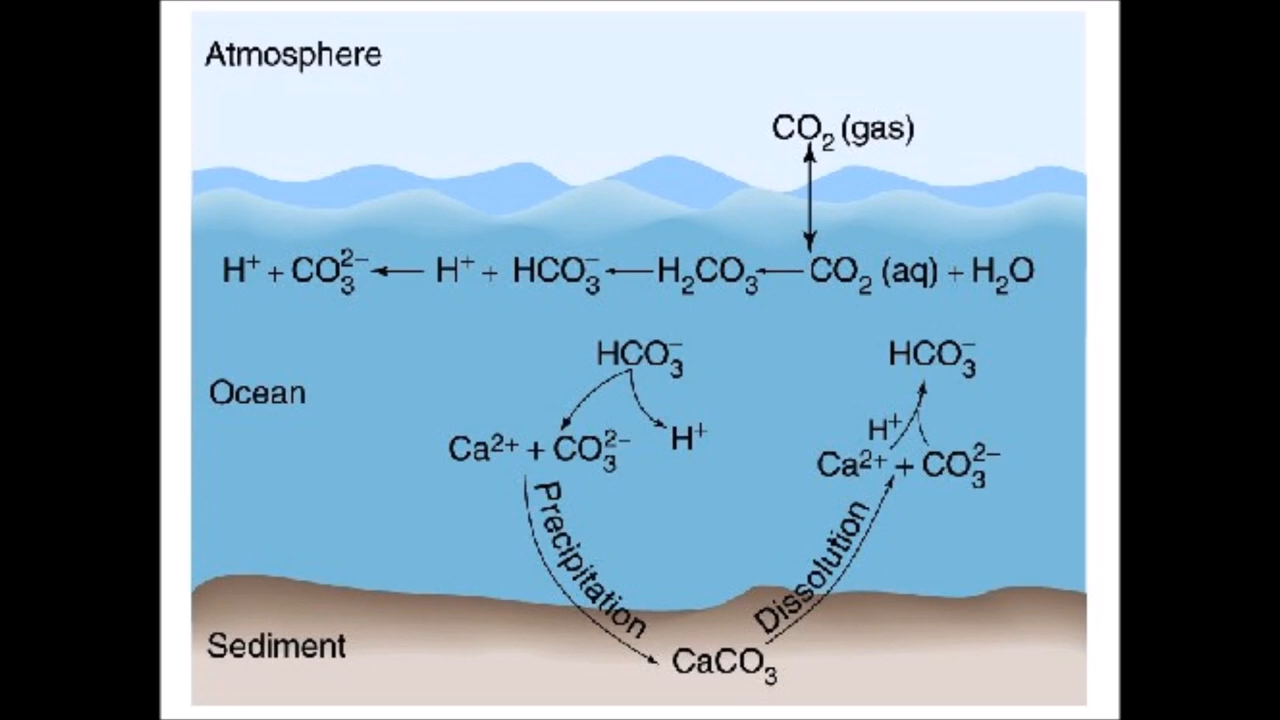 Atmosphere
CO₂ (gas)
H⁺ + CO₃²⁻ ← H⁺ + HCO₃⁻ ← H₂CO₃ ← CO₂ (aq) + H₂O
HCO₃⁻
HCO₃⁻
Ocean
H⁺
H⁺
Ca²⁺ + CO₃²⁻
Ca²⁺ + CO₃²⁻
Precipitation
Dissolution
Sediment
CaCO₃